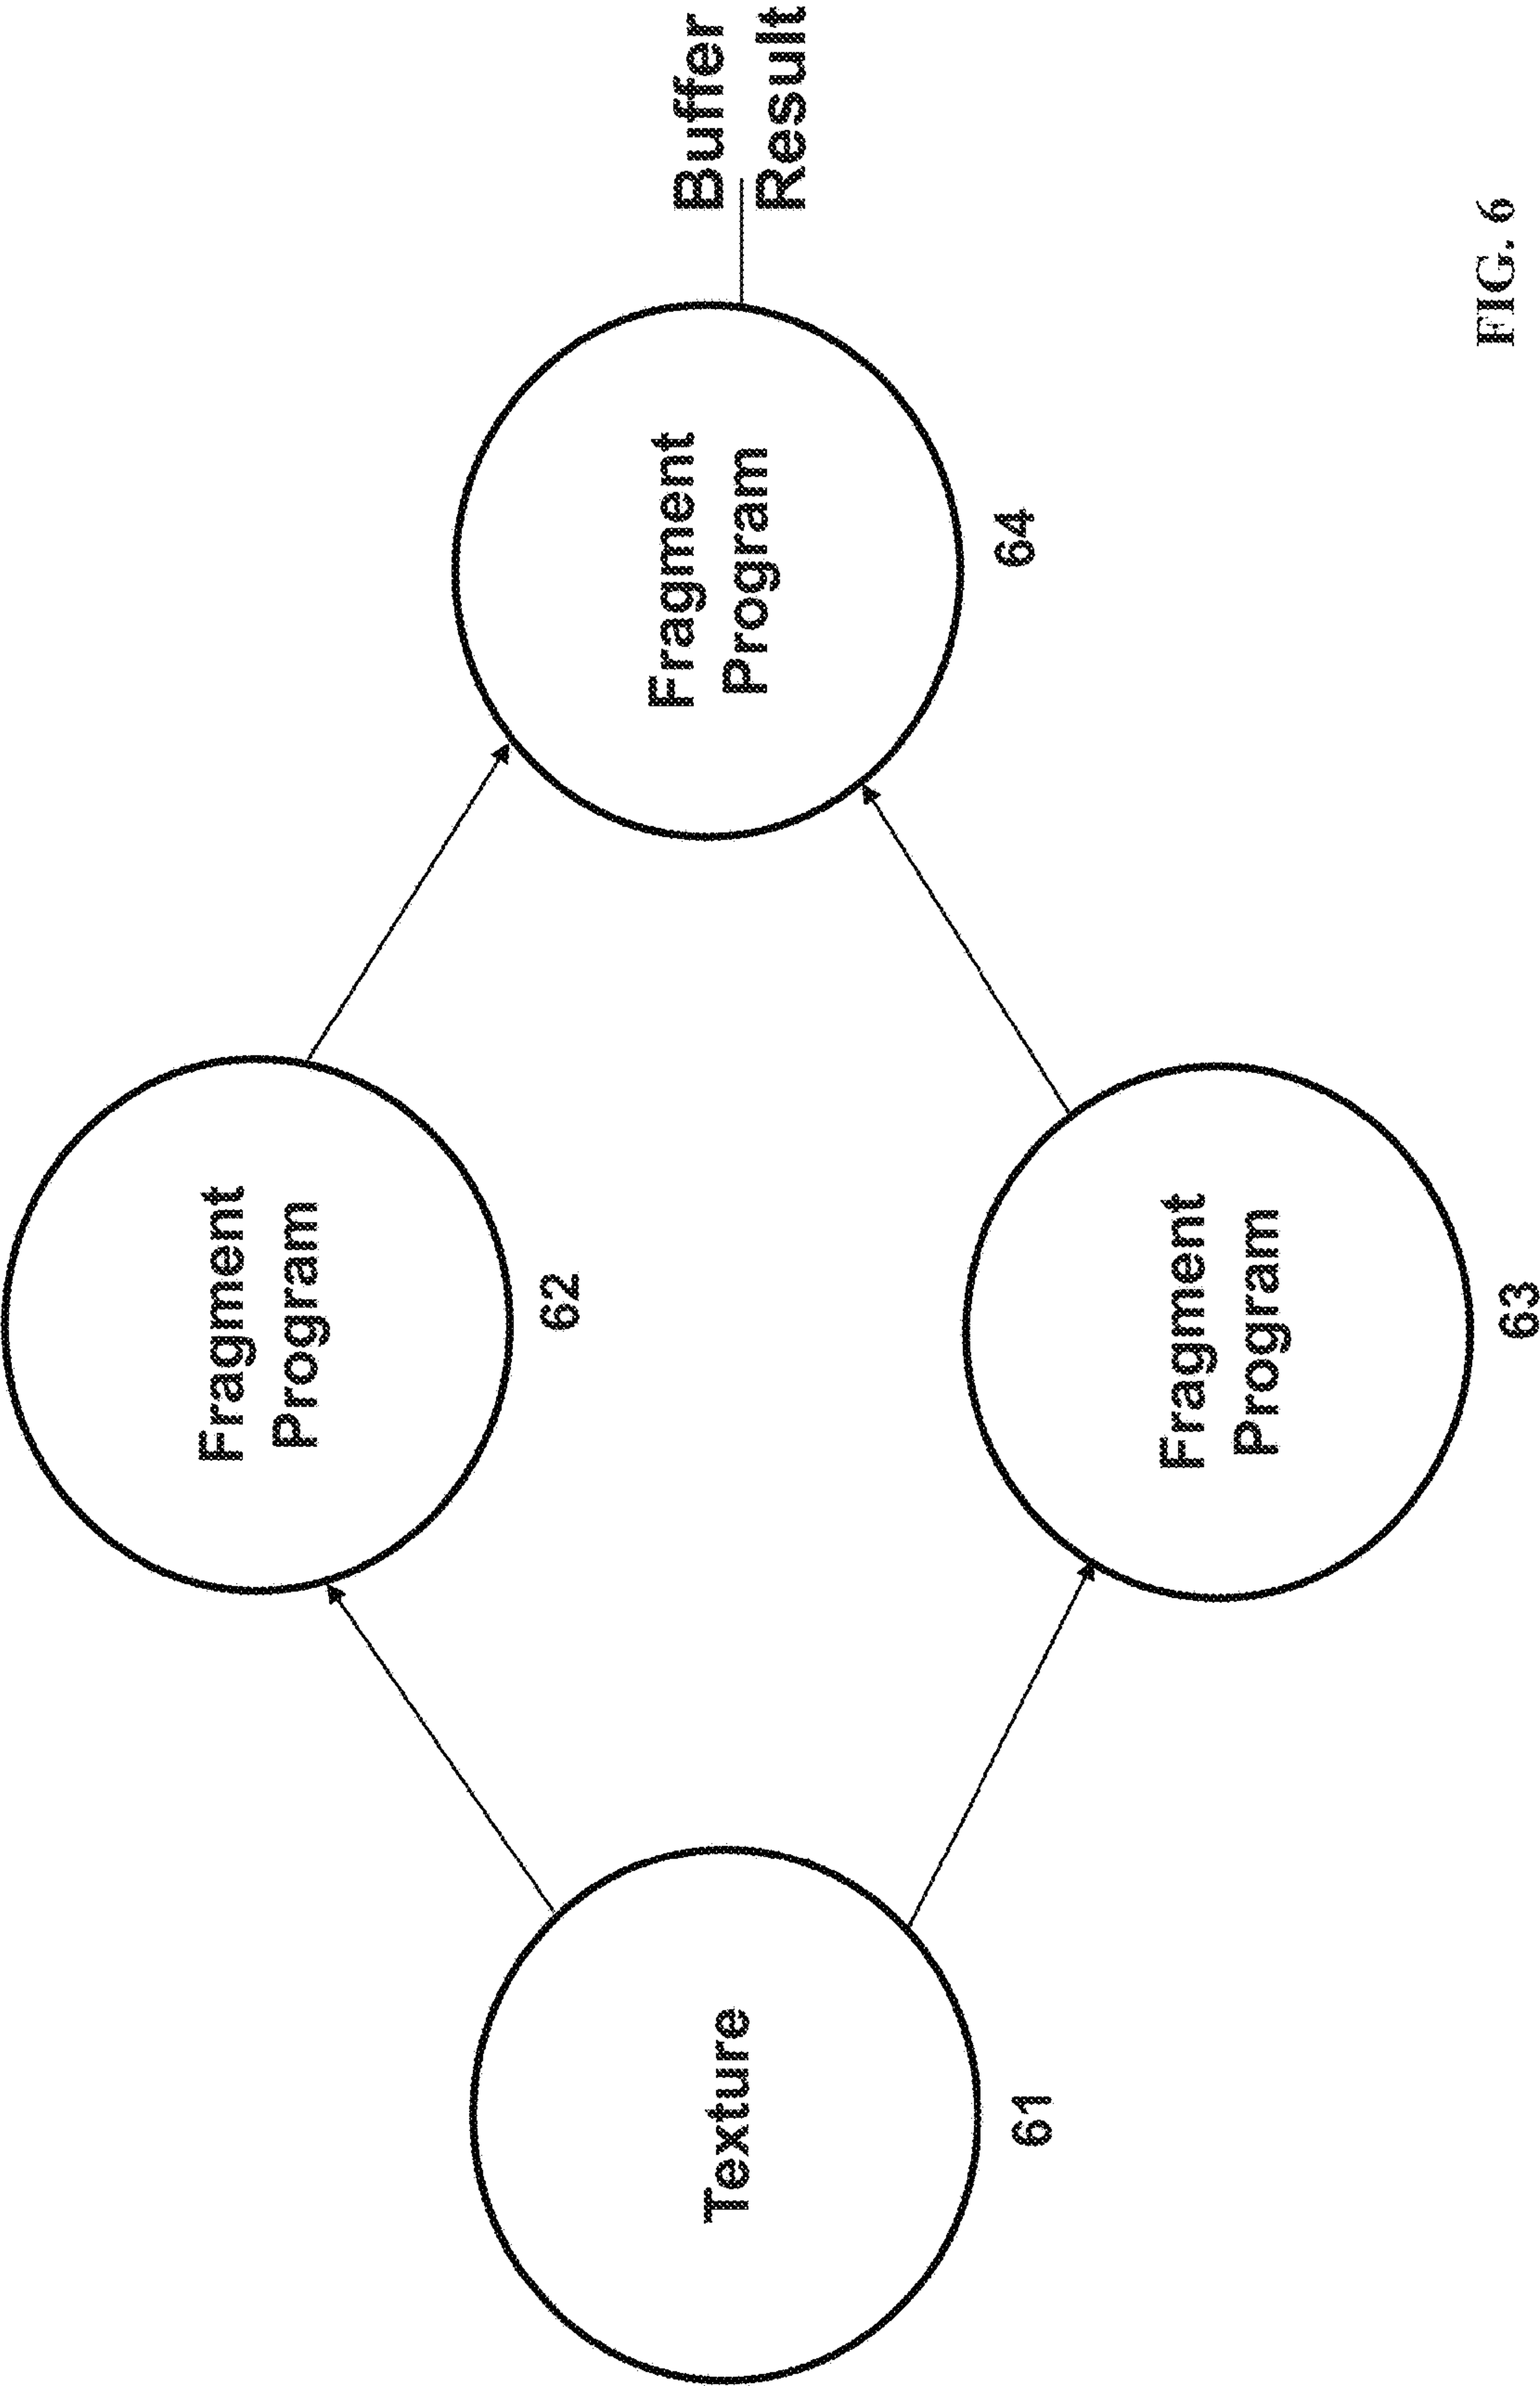 Texture
61
Fragment
Program
62
Fragment
Program
63
Fragment
Program
64
Buffer
Result
FIG. 6